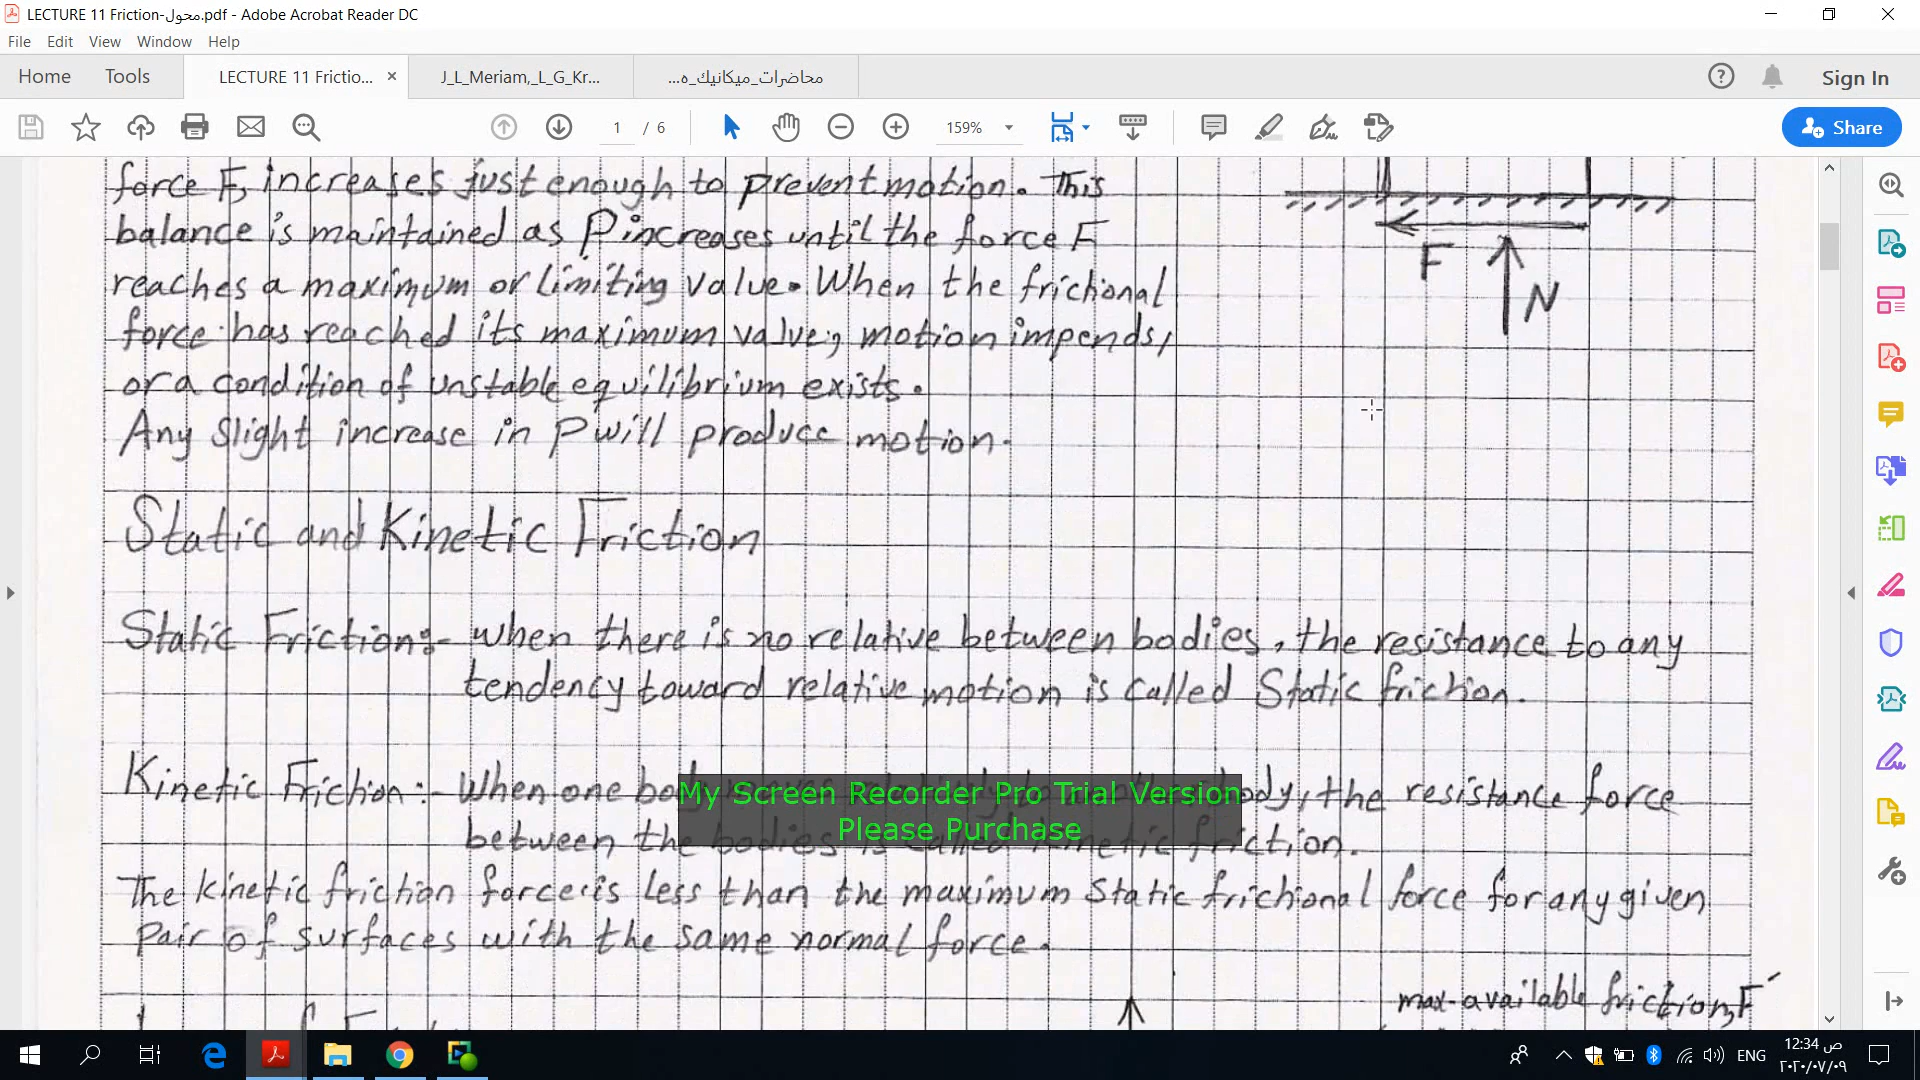 LECTURE 11 Friction-محول.pdf - Adobe Acrobat Reader DC
File Edit View Window Help
Home Tools LECTURE 11 Frictio... × J_L_Meriam,_L_G_Kr... محاضرات_ميكانيك_ه... Sign In
1 / 6 159% Share
force F, increases just enough to prevent motion. This
balance is maintained as P increases until the force F
reaches a maximum or limiting value. When the frictional
force has reached its maximum value, motion impends,
or a condition of unstable equilibrium exists.
Any slight increase in P will produce motion.
F
N
Static and Kinetic Friction
Static Friction:- when there is no relative between bodies, the resistance to any
tendency toward relative motion is called Static friction.
Kinetic Friction:- When one body, the resistance force
My Screen Recorder Pro Trial Version
Please Purchase
between the bodies is called kinetic friction.
The Kinetic friction force is less than the maximum Static frictional force for any given
Pair of surfaces with the same normal force.
max-available friction, F'
ENG
12:34 ص
٢٠٢٠/٠٧/٠٩